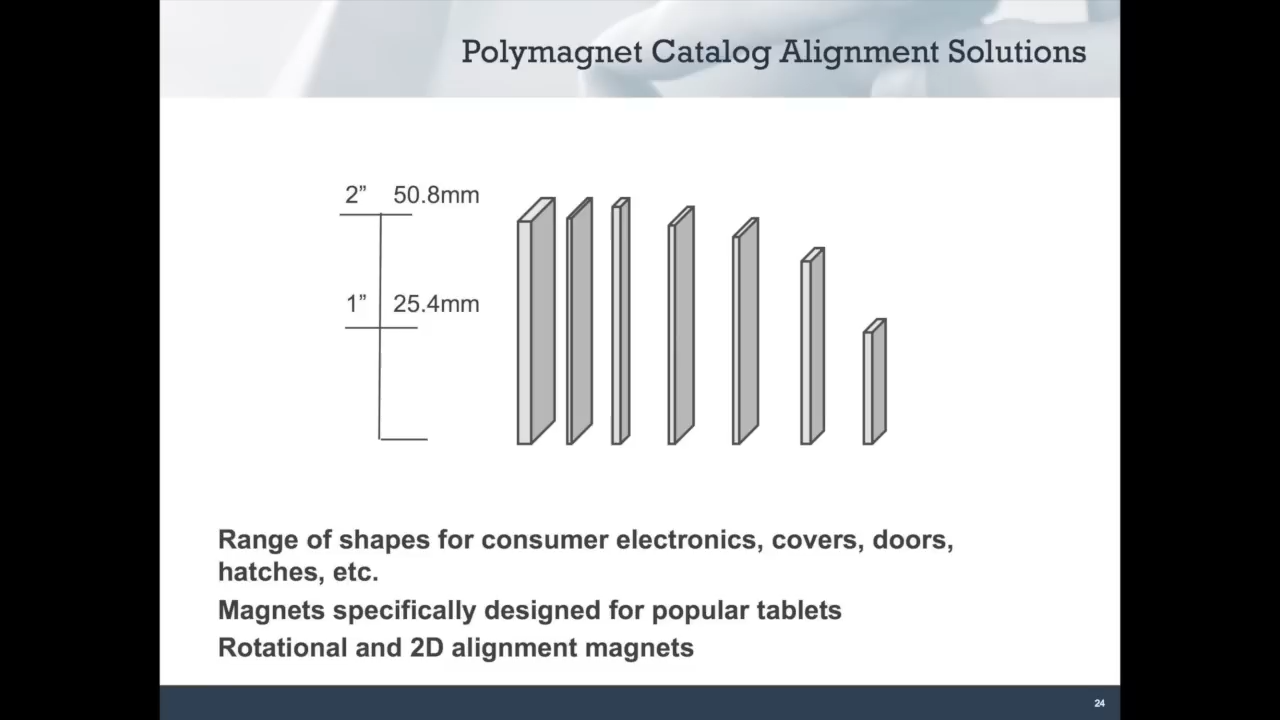 Polymagnet Catalog Alignment Solutions
2” 50.8mm
1” 25.4mm
Range of shapes for consumer electronics, covers, doors,
hatches, etc.
Magnets specifically designed for popular tablets
Rotational and 2D alignment magnets
24